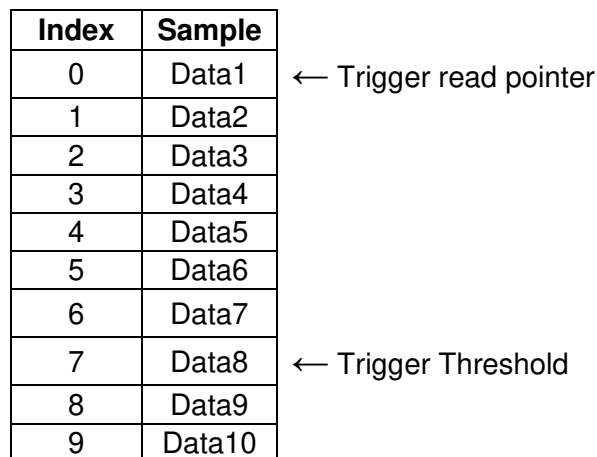 Index Sample
0 Data1 ← Trigger read pointer
1 Data2
2 Data3
3 Data4
4 Data5
5 Data6
6 Data7
7 Data8 ← Trigger Threshold
8 Data9
9 Data10